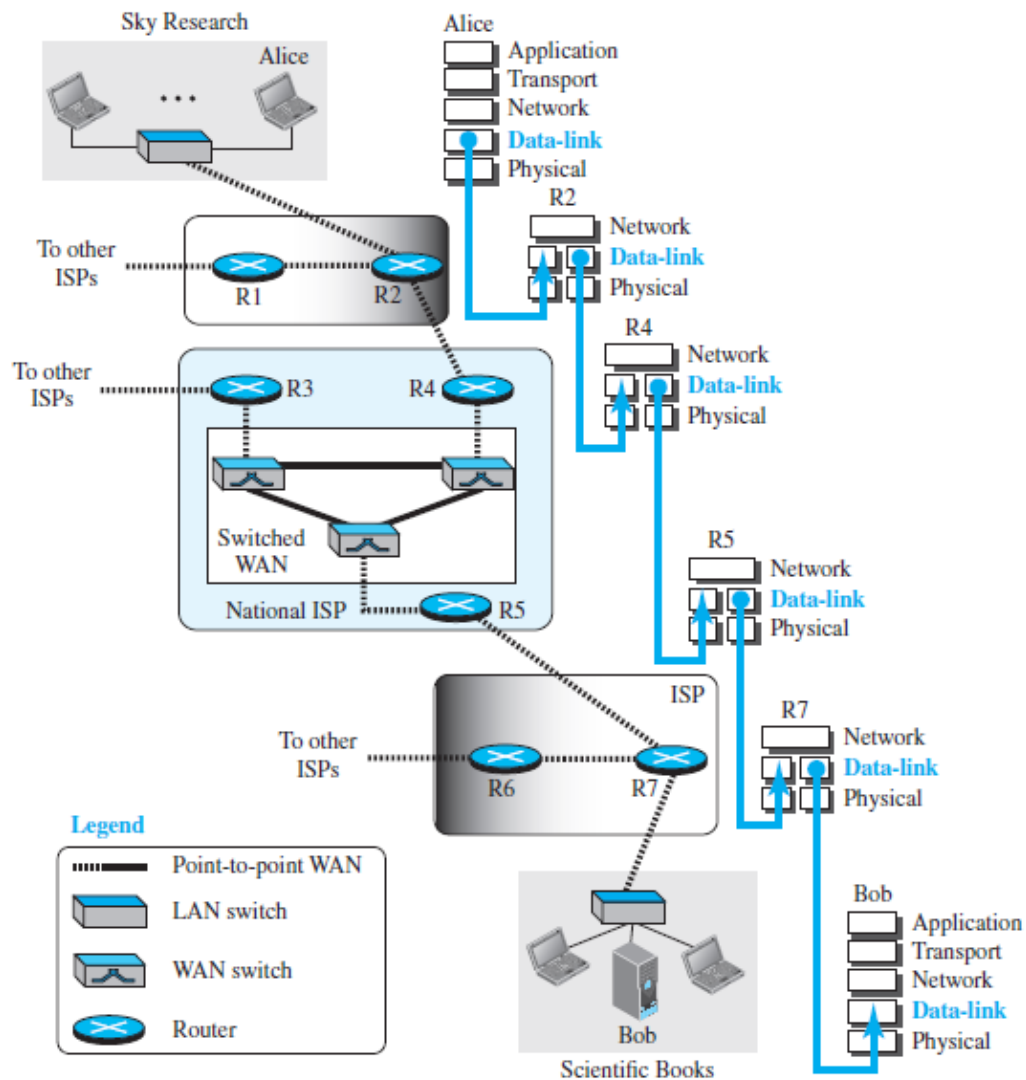 Sky Research
Alice
Alice
Application
Transport
Network
Data-link
Physical
R2
Network
Data-link
Physical
To other
ISPs
R1
R2
R4
Network
Data-link
Physical
To other
ISPs
R3
R4
Switched
WAN
National ISP
R5
R5
Network
Data-link
Physical
ISP
To other
ISPs
R6
R7
R7
Network
Data-link
Physical
Legend
Point-to-point WAN
LAN switch
WAN switch
Router
Bob
Scientific Books
Bob
Application
Transport
Network
Data-link
Physical